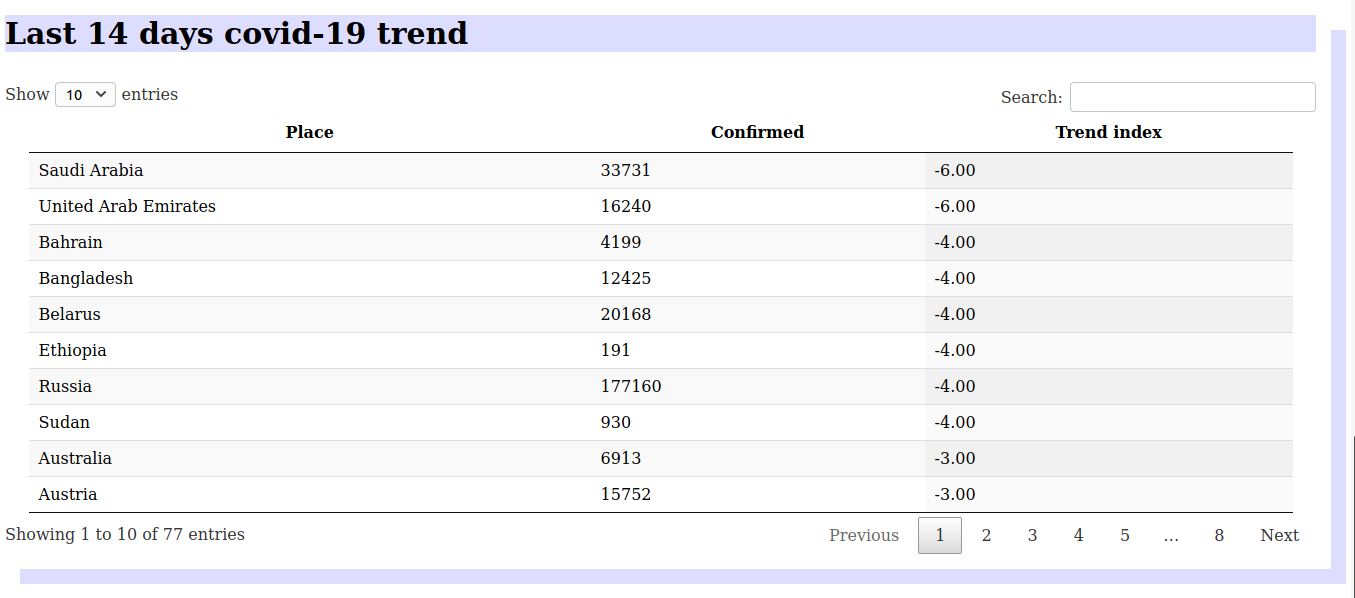 Last 14 days covid-19 trend
Show 10 entries
Search:
Place Confirmed Trend index
Saudi Arabia 33731 -6.00
United Arab Emirates 16240 -6.00
Bahrain 4199 -4.00
Bangladesh 12425 -4.00
Belarus 20168 -4.00
Ethiopia 191 -4.00
Russia 177160 -4.00
Sudan 930 -4.00
Australia 6913 -3.00
Austria 15752 -3.00
Showing 1 to 10 of 77 entries
Previous 1 2 3 4 5 … 8 Next